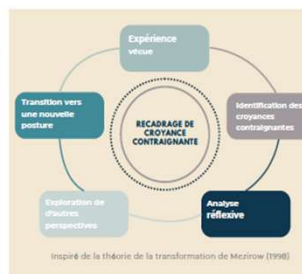 Expérience
vécue
Transition vers
une nouvelle
posture
Identification des
croyances
contraignantes
RECADRAGE DE
CROYANCE
CONTRAIGNANTE
Exploration de
d'autres
perspectives
Analyse
réflexive
Inspiré de la théorie de la transformation de Mezirow (1998)